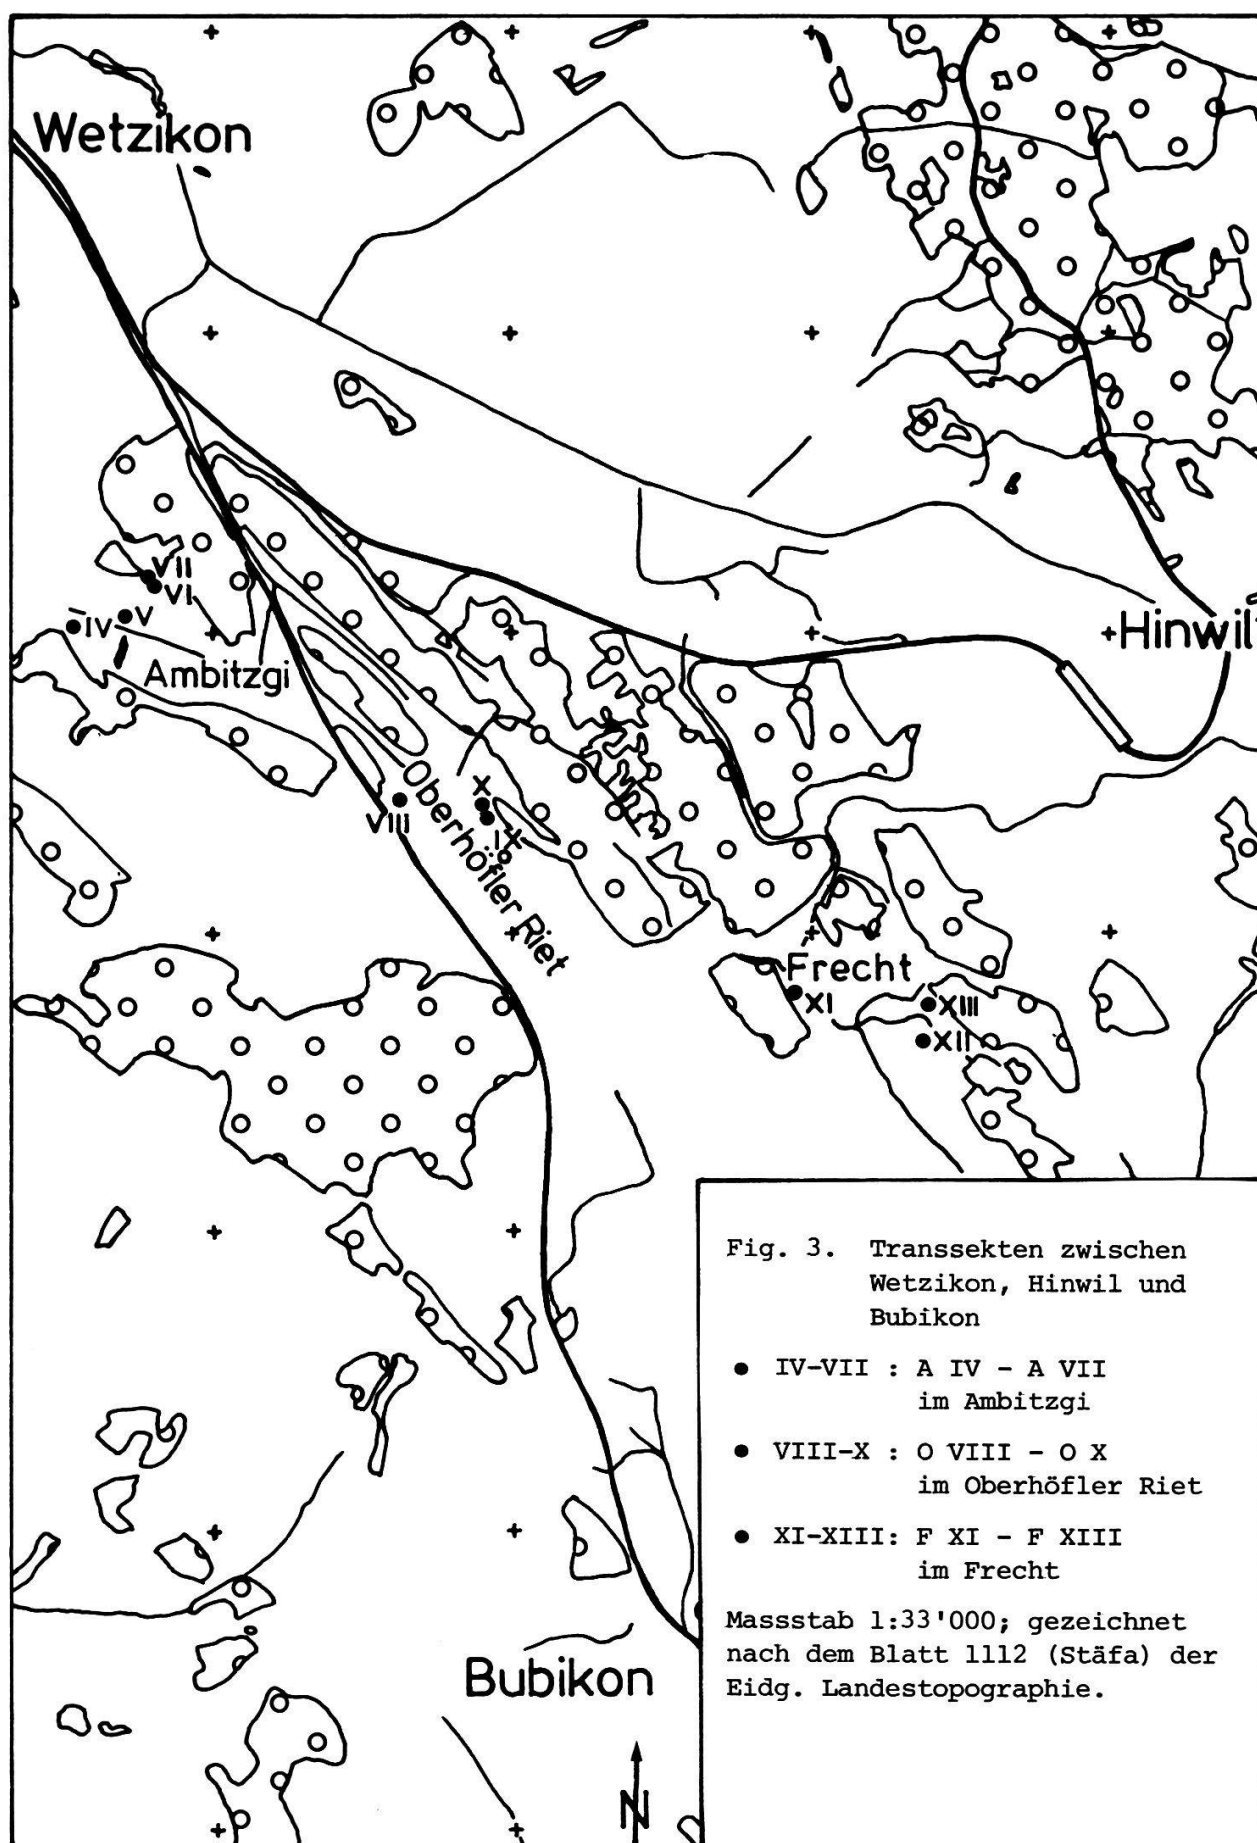 Wetzikon
VII
VI
V
IV
Ambitzgi
Hinwil
Oberhöfler Riet
X
IX
VIII
Frecht
XI
XIII
XII
Bubikon
N
Fig. 3. Transsekten zwischen
Wetzikon, Hinwil und
Bubikon
● IV-VII : A IV - A VII
im Ambitzgi
● VIII-X : O VIII - O X
im Oberhöfler Riet
● XI-XIII: F XI - F XIII
im Frecht
Massstab 1:33'000; gezeichnet
nach dem Blatt 1112 (Stäfa) der
Eidg. Landestopographie.